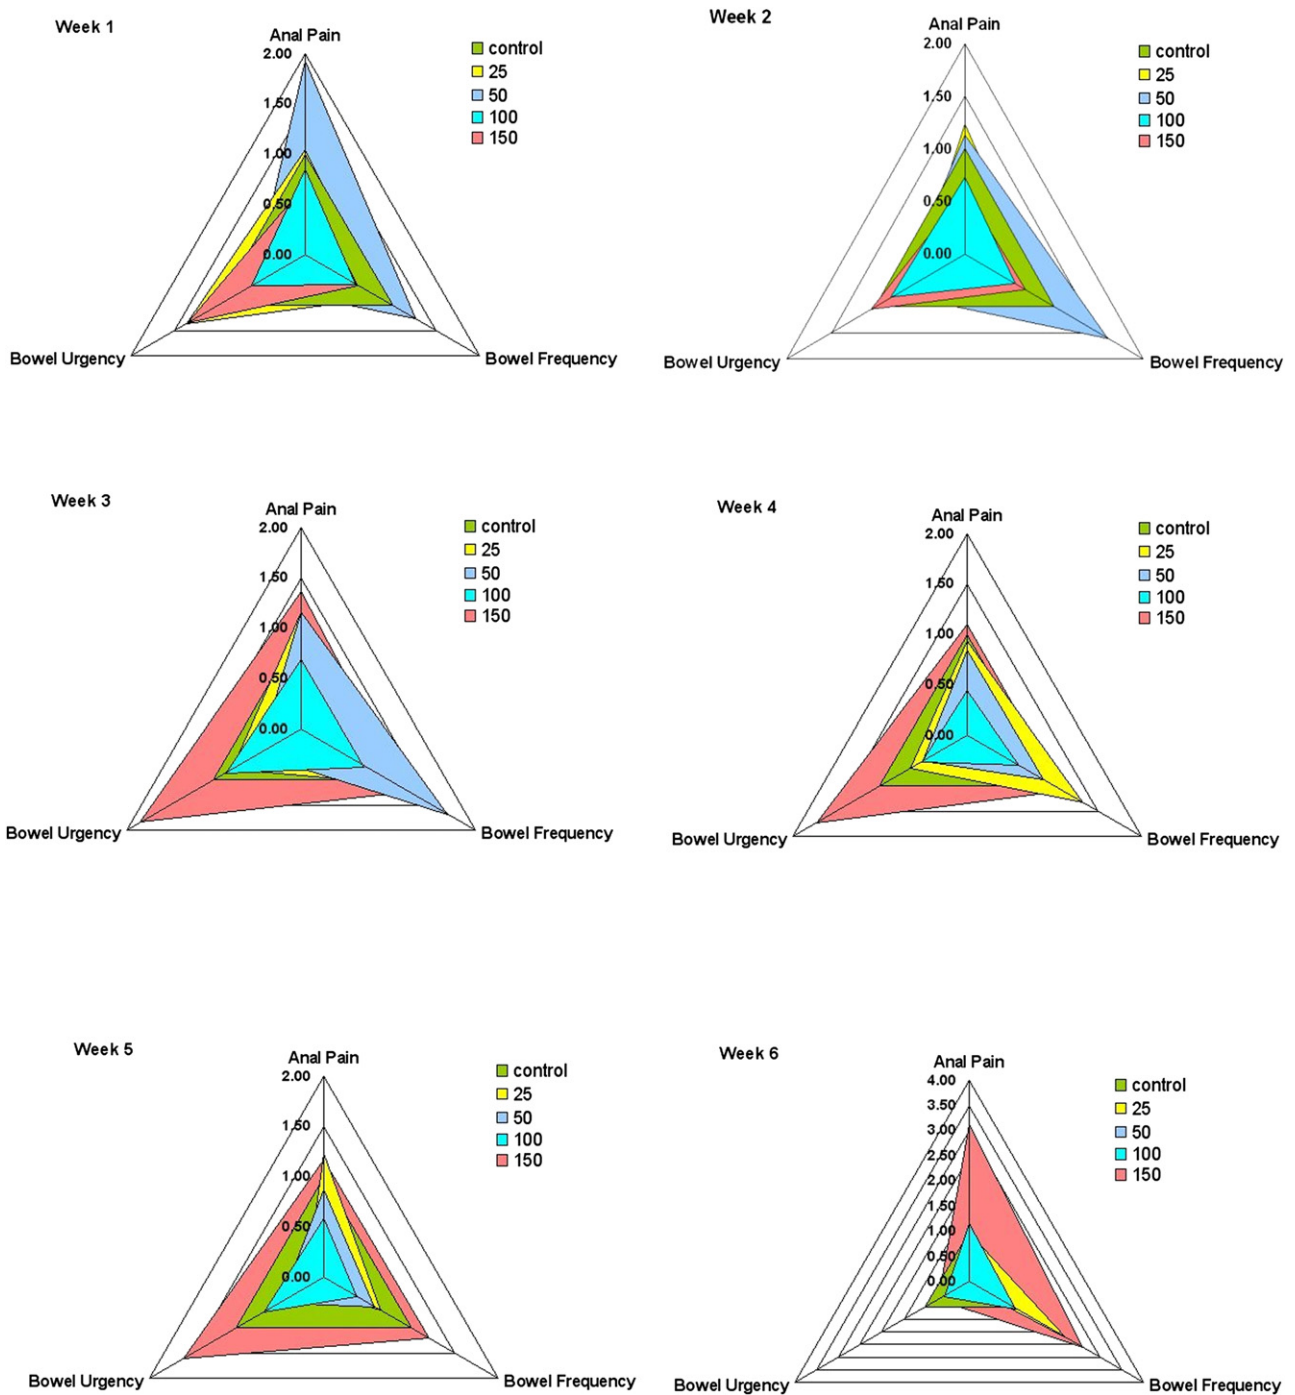 Week 1
Anal Pain
2.00
1.50
1.00
0.50
0.00
Bowel Urgency
Bowel Frequency
control
25
50
100
150
Week 2
Anal Pain
2.00
1.50
1.00
0.50
0.00
Bowel Urgency
Bowel Frequency
control
25
50
100
150
Week 3
Anal Pain
2.00
1.50
1.00
0.50
0.00
Bowel Urgency
Bowel Frequency
control
25
50
100
150
Week 4
Anal Pain
2.00
1.50
1.00
0.50
0.00
Bowel Urgency
Bowel Frequency
control
25
50
100
150
Week 5
Anal Pain
2.00
1.50
1.00
0.50
0.00
Bowel Urgency
Bowel Frequency
control
25
50
100
150
Week 6
Anal Pain
4.00
3.50
3.00
2.50
2.00
1.50
1.00
0.50
0.00
Bowel Urgency
Bowel Frequency
control
25
50
100
150